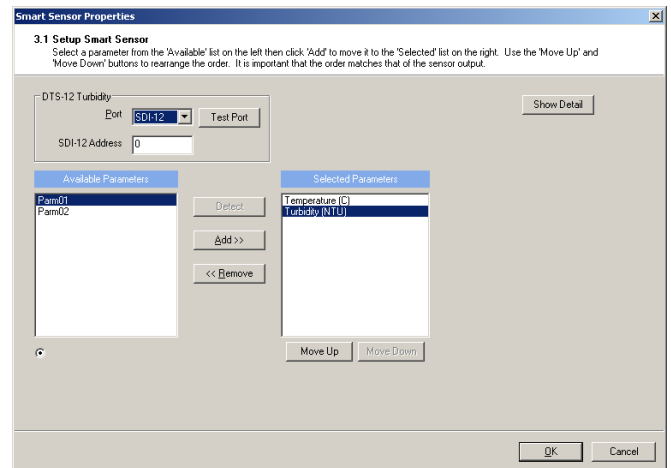 Smart Sensor Properties
3.1 Setup Smart Sensor
Select a parameter from the 'Available' list on the left then click 'Add' to move it to the 'Selected' list on the right. Use the 'Move Up' and
'Move Down' buttons to rearrange the order. It is important that the order matches that of the sensor output.
DTS-12 Turbidity
Port SDI-12 Test Port
Show Detail
SDI-12 Address 0
Available Parameters
Parm01
Parm02
Detect
Add >>
<< Remove
Selected Parameters
Temperature (C)
Turbidity (NTU)
Move Up Move Down
OK Cancel